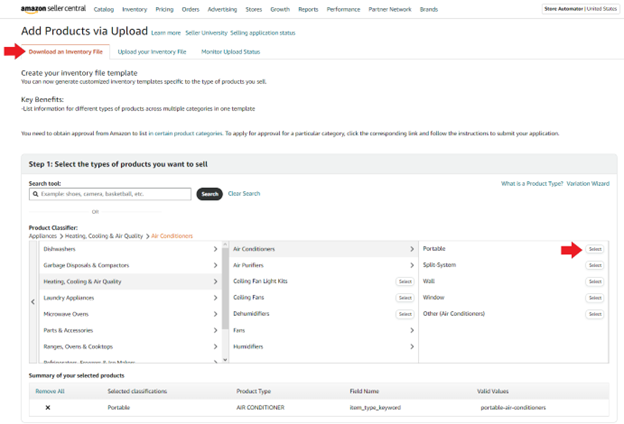 amazon seller central Catalog Inventory Pricing Orders Advertising Stores Growth Reports Performance Partner Network Brands Store Automator | United States
Add Products via Upload Learn more Seller University Selling application status
Download an Inventory File Upload your Inventory File Monitor Upload Status
Create your inventory file template
You can now generate customized inventory templates specific to the type of products you sell.
Key Benefits:
-List information for different types of products across multiple categories in one template
You need to obtain approval from Amazon to list in certain product categories. To apply for approval for a particular category, click the corresponding link and follow the instructions to submit your application.
Step 1: Select the types of products you want to sell
Search tool: What is a Product Type? Variation Wizard
Example: shoes, camera, basketball, etc. Search Clear Search
OR
Product Classifier:
Appliances > Heating, Cooling & Air Quality > Air Conditioners
Dishwashers > Air Conditioners > Portable Select
Garbage Disposals & Compactors > Air Purifiers > Split-System Select
Heating, Cooling & Air Quality > Ceiling Fan Light Kits Select Wall Select
Laundry Appliances > Ceiling Fans Select Window Select
Microwave Ovens > Dehumidifiers Select Other (Air Conditioners) Select
Parts & Accessories > Fans >
Ranges, Ovens & Cooktops > Humidifiers >
Refrigerators, Freezers & Ice Makers
Summary of your selected products
Remove All Selected classifications Product Type Field Name Valid Values
X Portable AIR CONDITIONER item_type_keyword portable-air-conditioners